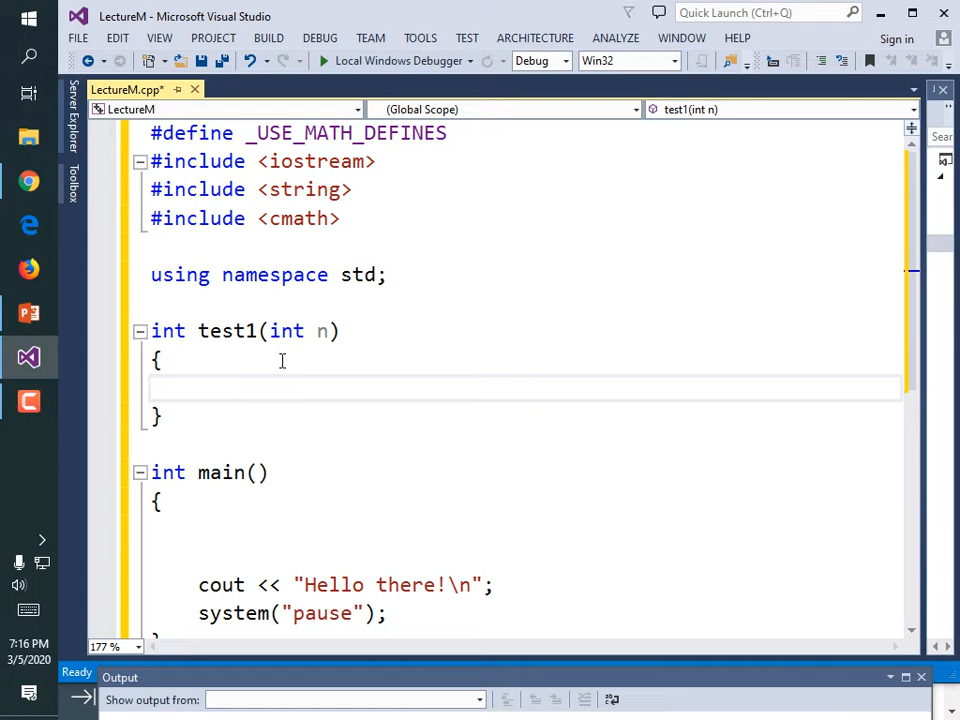 LectureM - Microsoft Visual Studio
Quick Launch (Ctrl+Q)
FILE EDIT VIEW PROJECT BUILD DEBUG TEAM TOOLS TEST ARCHITECTURE ANALYZE WINDOW HELP Sign in
Local Windows Debugger Debug Win32
Server Explorer
Toolbox
LectureM.cpp*
LectureM (Global Scope) test1(int n)
Sear
#define _USE_MATH_DEFINES
#include <iostream>
#include <string>
#include <cmath>
using namespace std;
int test1(int n)
{
}
int main()
{
cout << "Hello there!\n";
system("pause");
}
177 %
Ready
Output
Show output from:
7:16 PM
3/5/2020